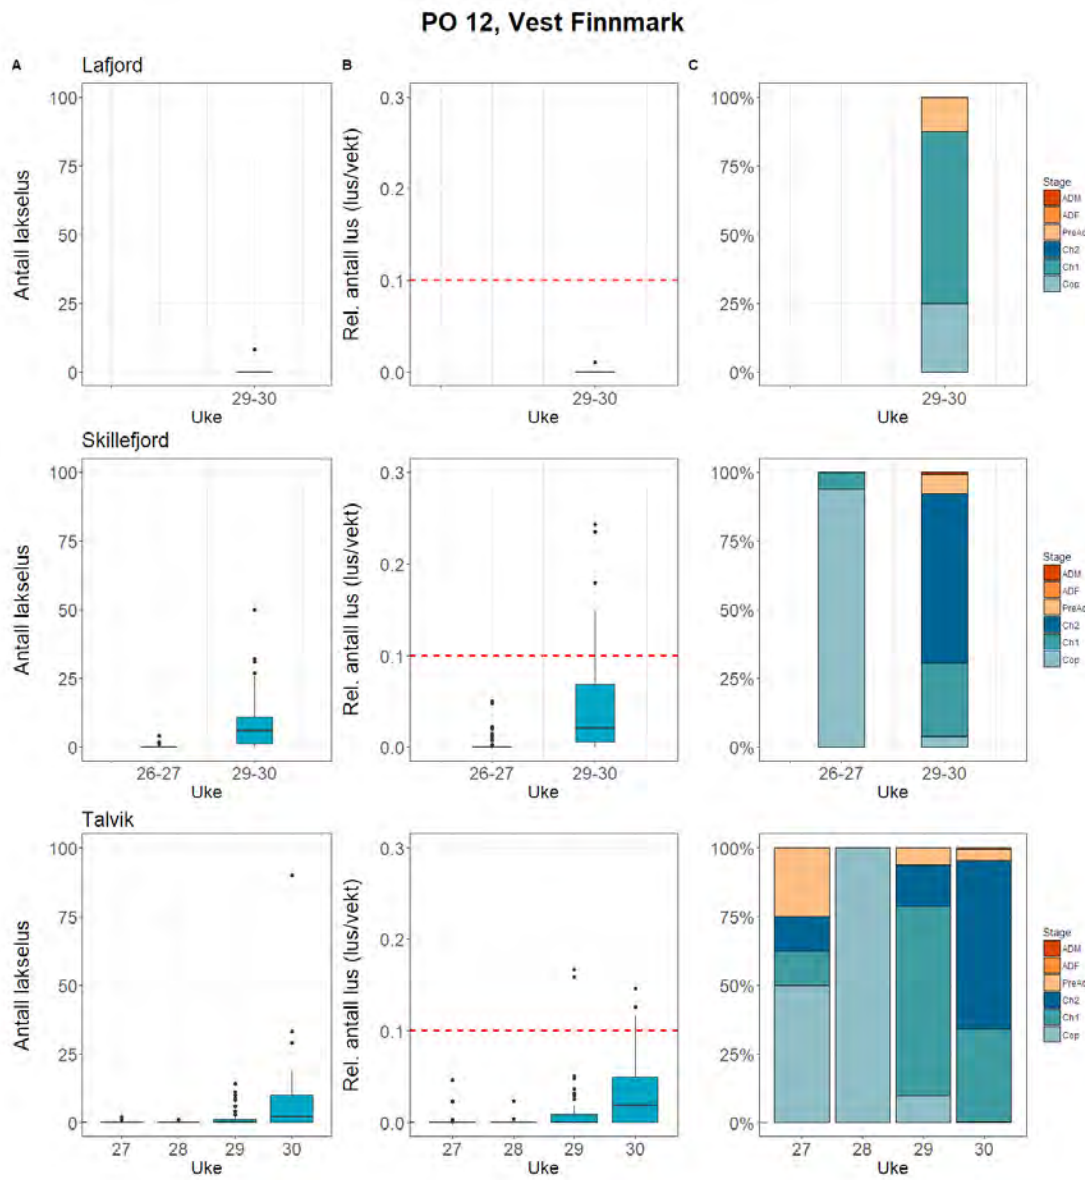 PO 12, Vest Finnmark
A
Lafjord
B
C
Antall lakselus
100
75
50
25
0
29-30
Uke
Rel. antall lus (lus/vekt)
0.3
0.2
0.1
0.0
29-30
Uke
100%
75%
50%
25%
0%
29-30
Uke
Stage
ADM
ADF
PreAd
Ch2
Ch1
Cop
Skillefjord
Antall lakselus
100
75
50
25
0
26-27
29-30
Uke
Rel. antall lus (lus/vekt)
0.3
0.2
0.1
0.0
26-27
29-30
Uke
100%
75%
50%
25%
0%
26-27
29-30
Uke
Stage
ADM
ADF
PreAd
Ch2
Ch1
Cop
Talvik
Antall lakselus
100
75
50
25
0
27
28
29
30
Uke
Rel. antall lus (lus/vekt)
0.3
0.2
0.1
0.0
27
28
29
30
Uke
100%
75%
50%
25%
0%
27
28
29
30
Uke
Stage
ADM
ADF
PreAd
Ch2
Ch1
Cop